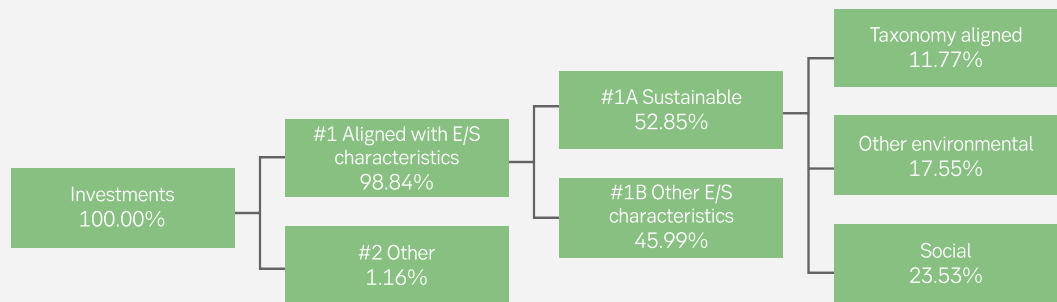 Investments
100.00%
#1 Aligned with E/S
characteristics
98.84%
#2 Other
1.16%
#1A Sustainable
52.85%
#1B Other E/S
characteristics
45.99%
Taxonomy aligned
11.77%
Other environmental
17.55%
Social
23.53%